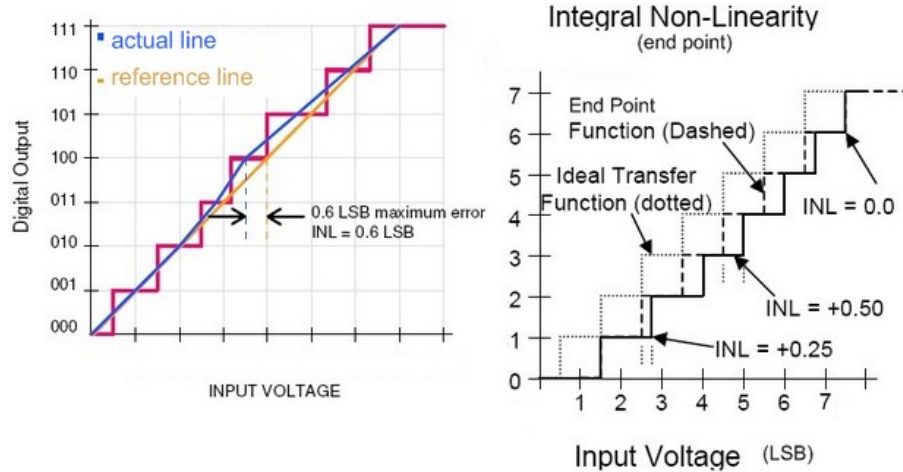 111
110
101
100
011
010
001
000
Digital Output
actual line
reference line
0.6 LSB maximum error
INL = 0.6 LSB
INPUT VOLTAGE
Integral Non-Linearity
(end point)
7
6
5
4
3
2
1
0
End Point
Function (Dashed)
Ideal Transfer
Function (dotted)
INL = 0.0
INL = +0.50
INL = +0.25
1 2 3 4 5 6 7
Input Voltage (LSB)